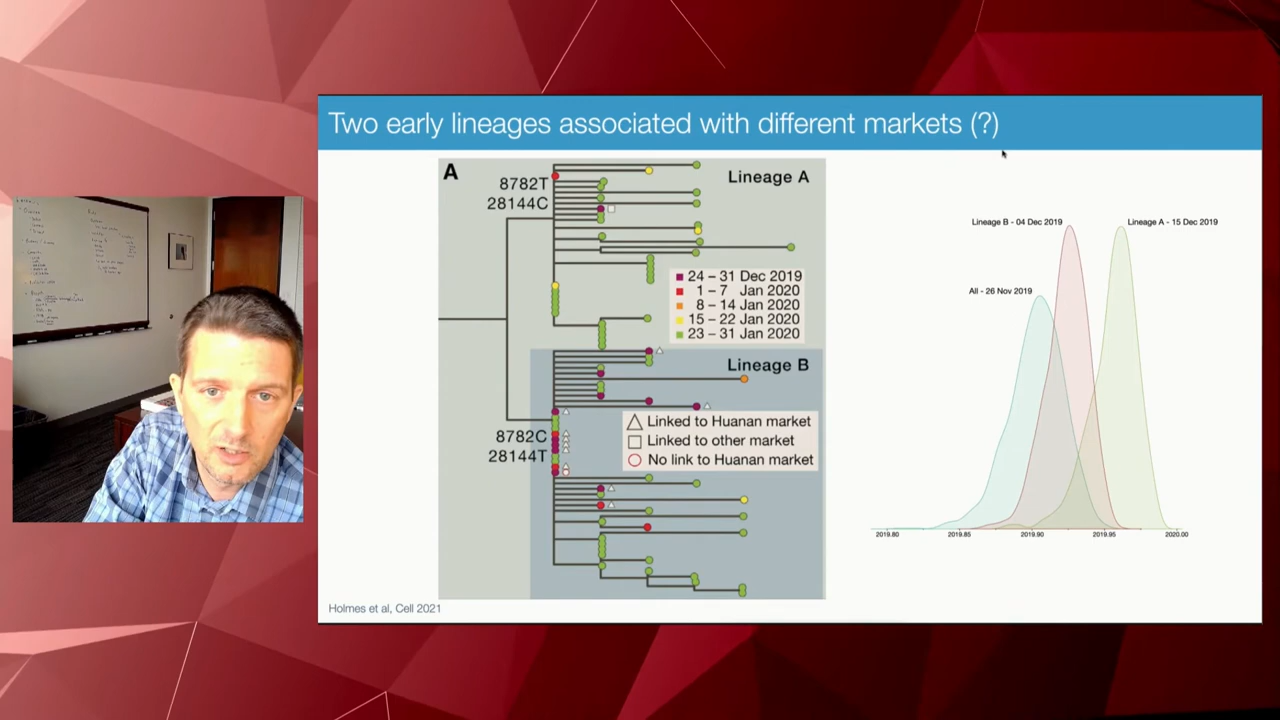 Two early lineages associated with different markets (?)
A
Lineage A
8782T
28144C
24 – 31 Dec 2019
1 – 7 Jan 2020
8 – 14 Jan 2020
15 – 22 Jan 2020
23 – 31 Jan 2020
Lineage B
Linked to Huanan market
Linked to other market
No link to Huanan market
8782C
28144T
Lineage B - 04 Dec 2019
Lineage A - 15 Dec 2019
All - 26 Nov 2019
2019.80
2019.85
2019.90
2019.95
2020.00
Holmes et al, Cell 2021